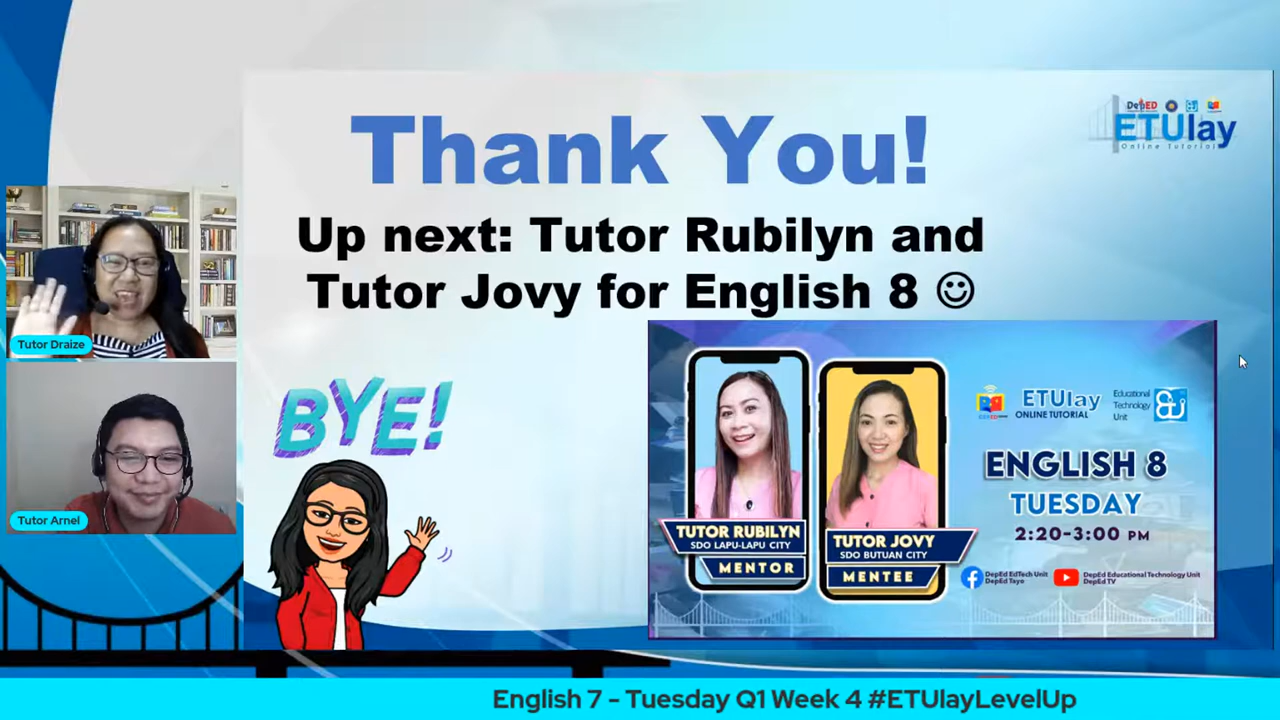 Thank You!
Up next: Tutor Rubilyn and
Tutor Jovy for English 8 ☺
DepED
ETUlay
Online Tutorial
Tutor Draize
Tutor Arnel
BYE!
TUTOR RUBILYN
SDO LAPU-LAPU CITY
MENTOR
TUTOR JOVY
SDO BUTUAN CITY
MENTEE
ETUlay
ONLINE TUTORIAL
Educational
Technology
Unit
ENGLISH 8
TUESDAY
2:20-3:00 PM
DepEd EdTech Unit
DepEd Tayo
DepEd Educational Technology Unit
DepEd TV
English 7 - Tuesday Q1 Week 4 #ETUlayLevelUp